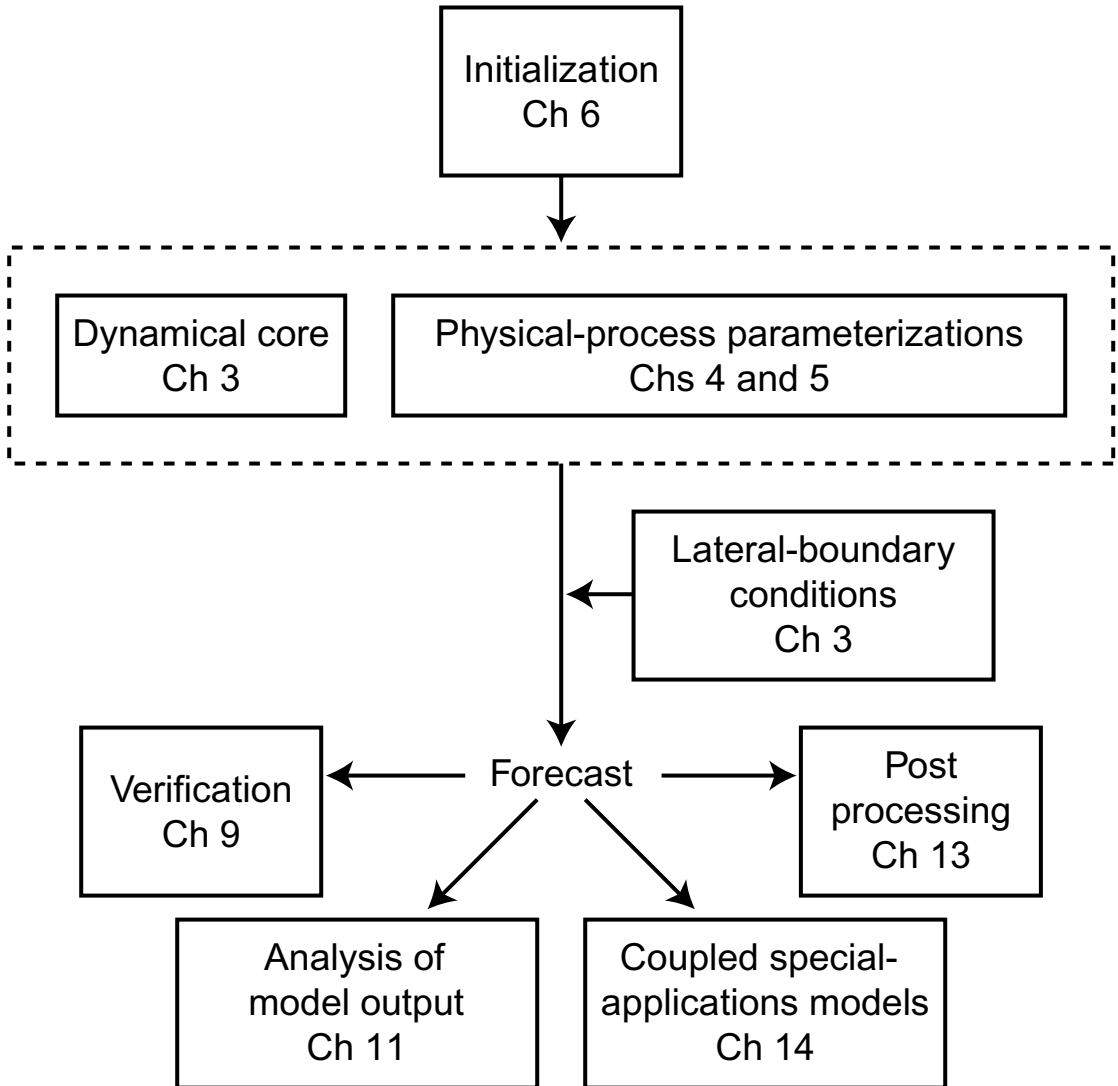 Initialization
Ch 6
Dynamical core
Ch 3
Physical-process parameterizations
Chs 4 and 5
Lateral-boundary
conditions
Ch 3
Forecast
Verification
Ch 9
Post
processing
Ch 13
Analysis of
model output
Ch 11
Coupled special-
applications models
Ch 14